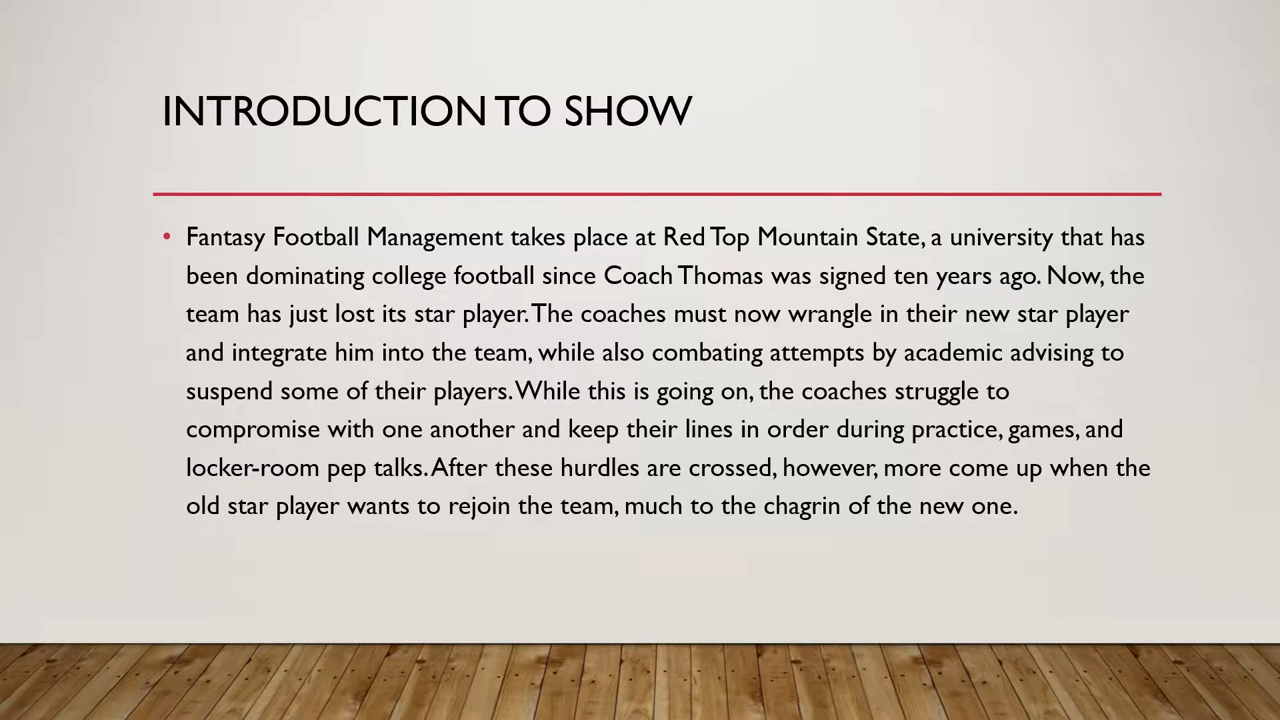 INTRODUCTION TO SHOW
• Fantasy Football Management takes place at Red Top Mountain State, a university that has
been dominating college football since Coach Thomas was signed ten years ago. Now, the
team has just lost its star player. The coaches must now wrangle in their new star player
and integrate him into the team, while also combating attempts by academic advising to
suspend some of their players. While this is going on, the coaches struggle to
compromise with one another and keep their lines in order during practice, games, and
locker-room pep talks. After these hurdles are crossed, however, more come up when the
old star player wants to rejoin the team, much to the chagrin of the new one.